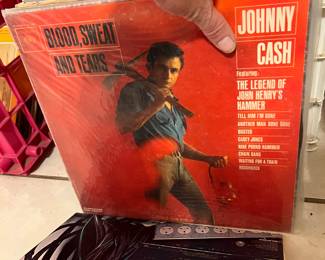 BLOOD, SWEAT
AND TEARS
JOHNNY
CASH
Featuring:
THE LEGEND OF
JOHN HENRY'S
HAMMER
TELL HIM I'M GONE
ANOTHER MAN DONE GONE
BUSTED
CASEY JONES
NINE POUND HAMMER
CHAIN GANG
WAITING FOR A TRAIN
ROUGHNECK